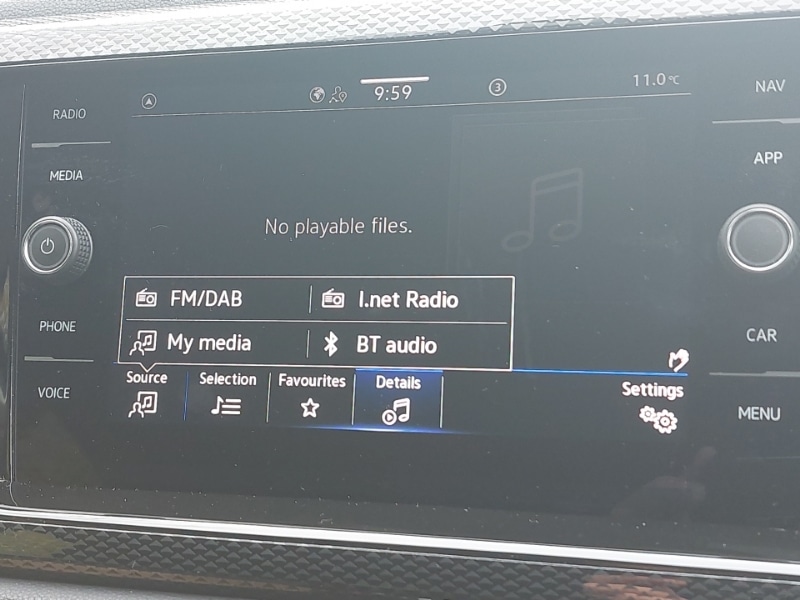 RADIO
MEDIA
PHONE
VOICE
9:59
3
11.0°C
No playable files.
FM/DAB
I.net Radio
My media
BT audio
Source
Selection
Favourites
Details
Settings
NAV
APP
CAR
MENU